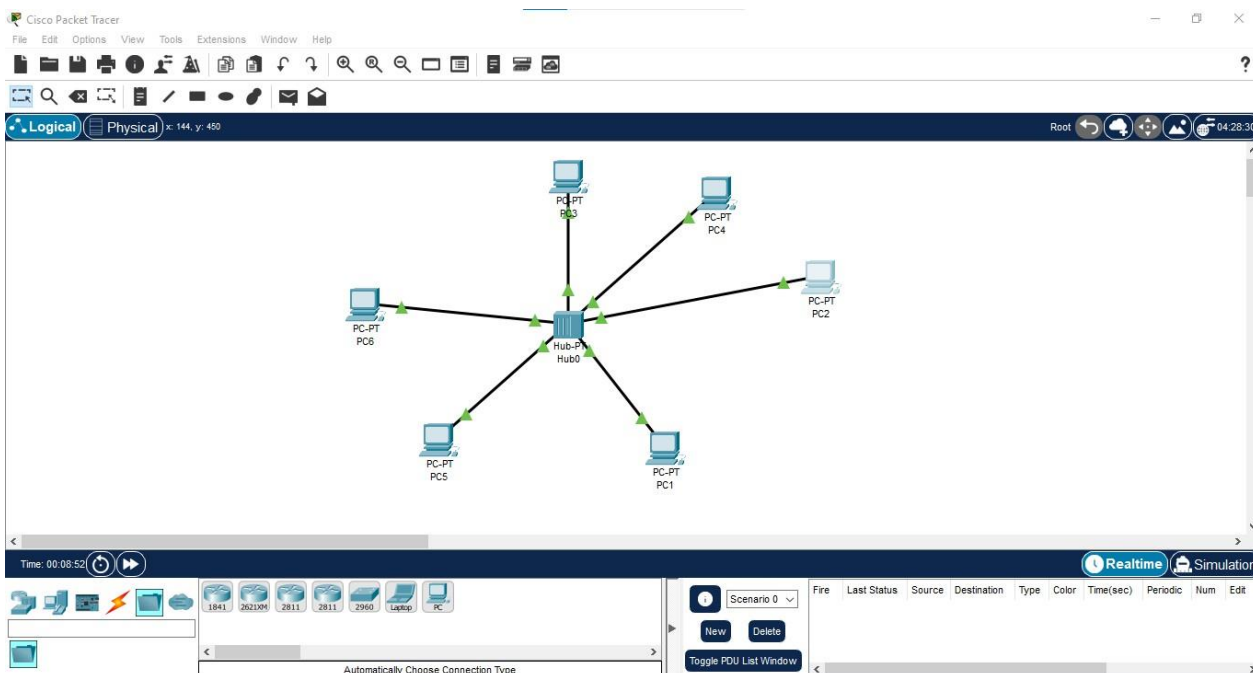 Cisco Packet Tracer
File Edit Options View Tools Extensions Window Help
?
Logical Physical x: 144, y: 450 Root 04:28:30
PC-PT
PC3
PC-PT
PC4
PC-PT
PC2
PC-PT
PC6
Hub-PT
Hub0
PC-PT
PC5
PC-PT
PC1
Time: 00:08:52 Realtime Simulation
1841 2621XM 2811 2811 2960 Laptop PC
Scenario 0
Fire Last Status Source Destination Type Color Time(sec) Periodic Num Edit
New Delete
Toggle PDU List Window
Automatically Choose Connection Type